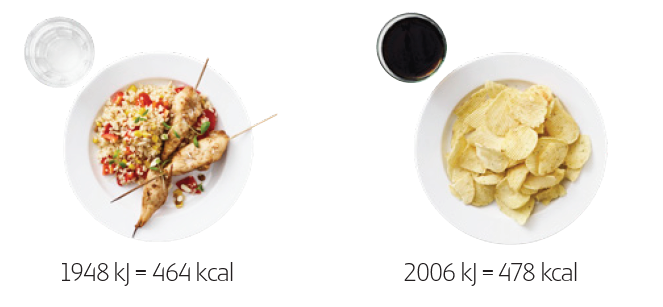 1948 kJ = 464 kcal
2006 kJ = 478 kcal